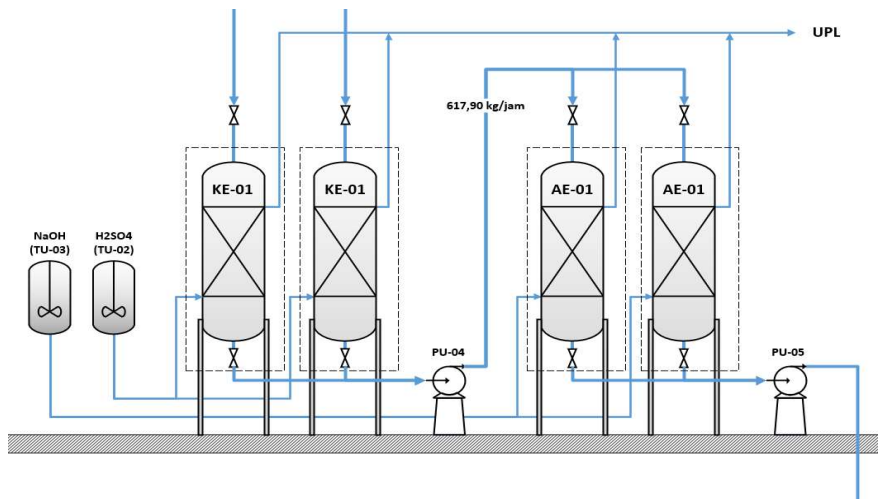 UPL
617,90 kg/jam
KE-01
KE-01
AE-01
AE-01
NaOH
(TU-03)
H2SO4
(TU-02)
PU-04
PU-05